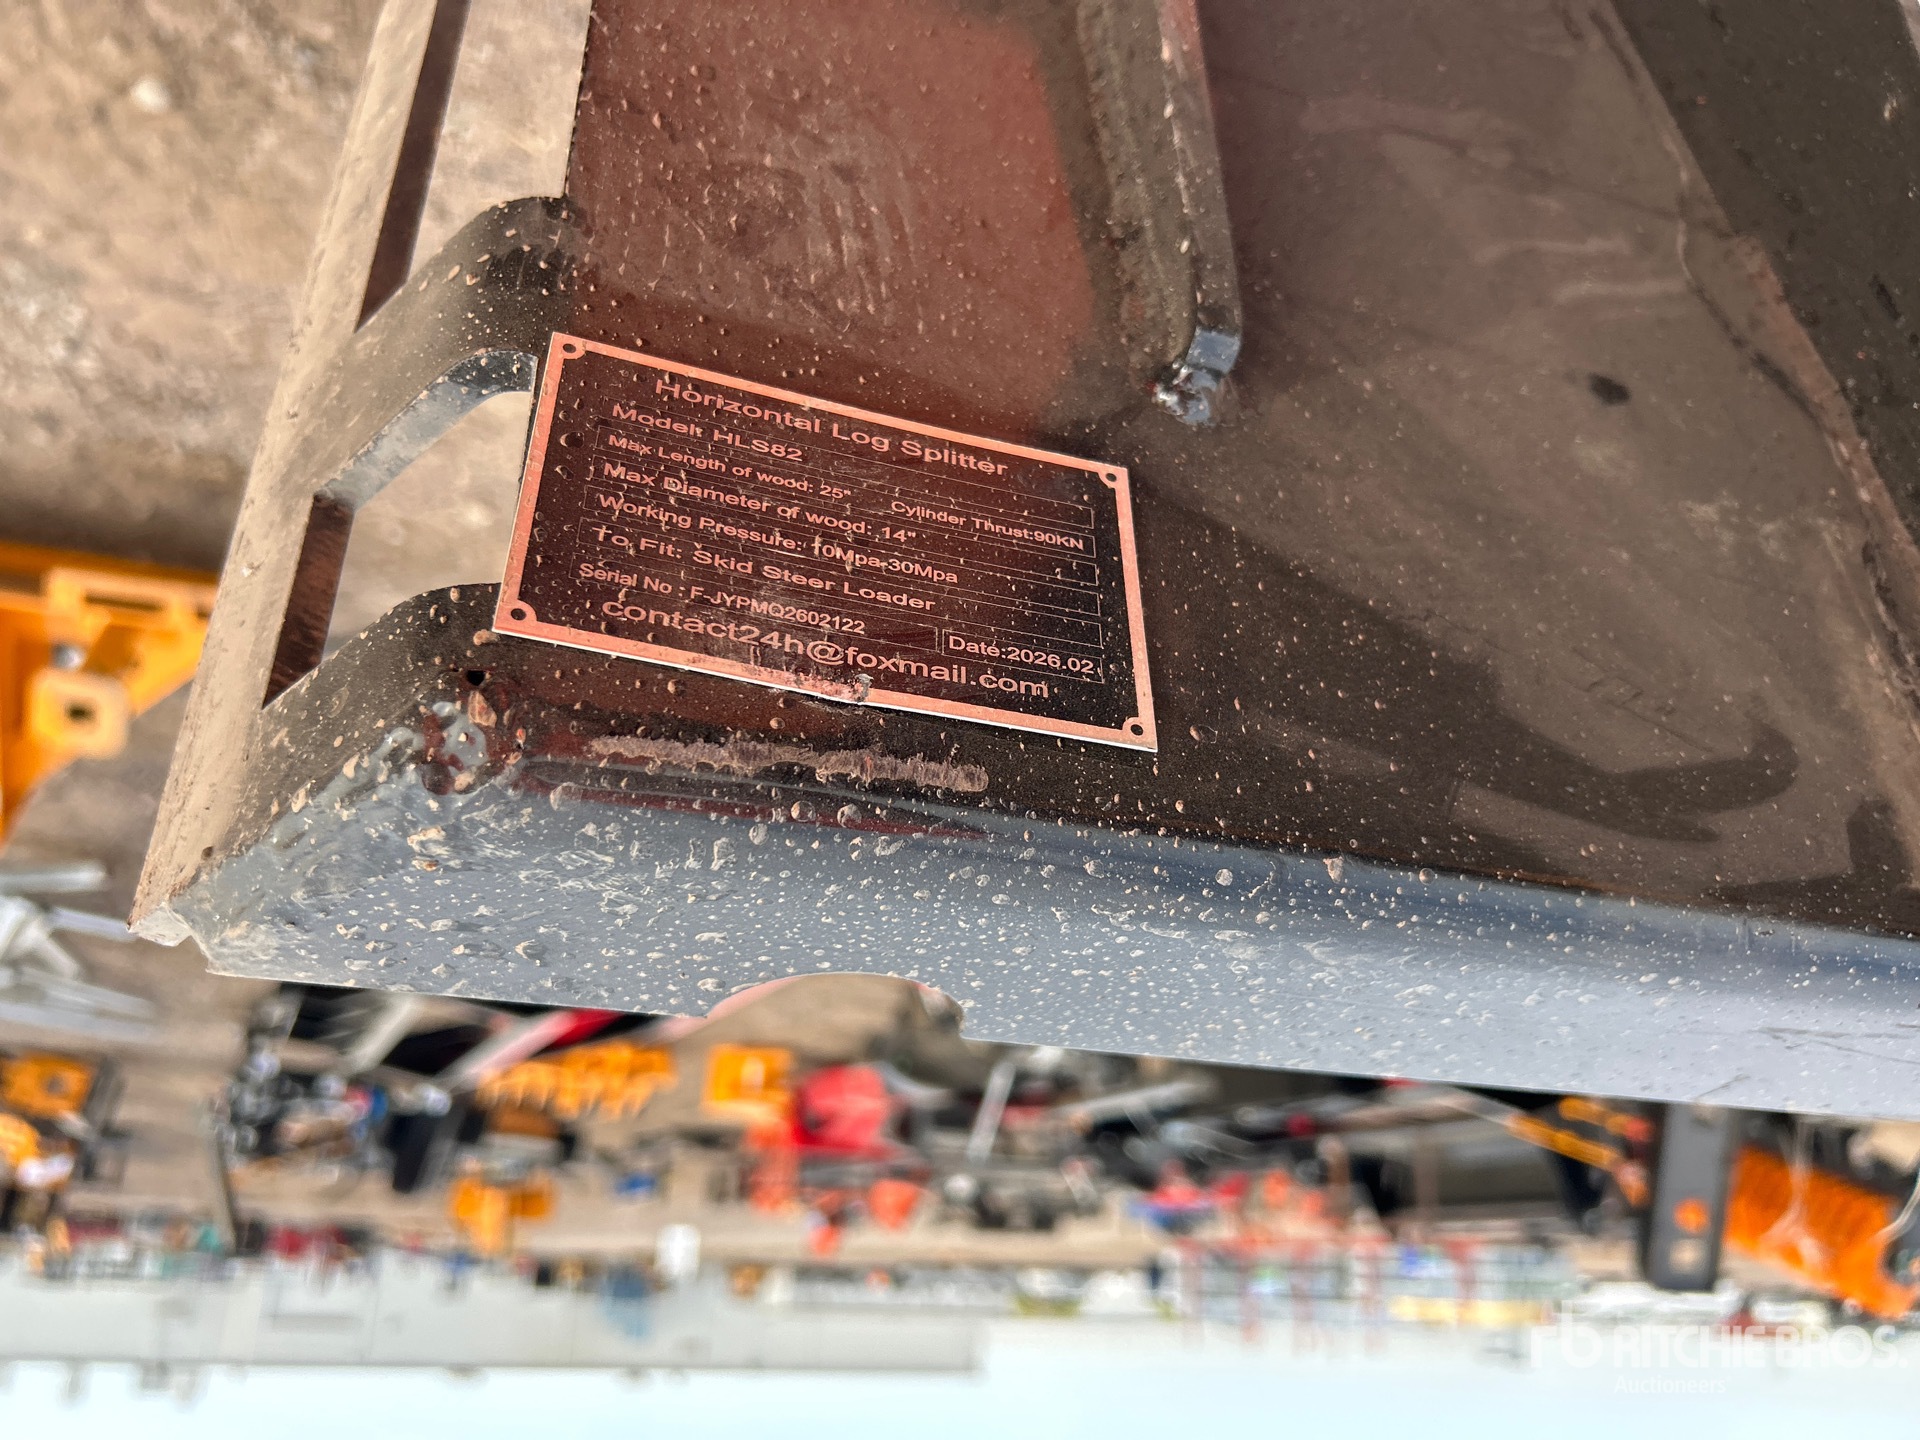 Horizontal Log Splitter
Model: HLS82
Max Length of wood: 25" Cylinder Thrust:90KN
Max Diameter of wood: 14"
Working Pressure: 10Mpa-30Mpa
To Fit: Skid Steer Loader
Serial No : F-JYPMQ2602122 Date:2026.02
contact24h@foxmail.com
rb RITCHIE BROS.
Auctioneers